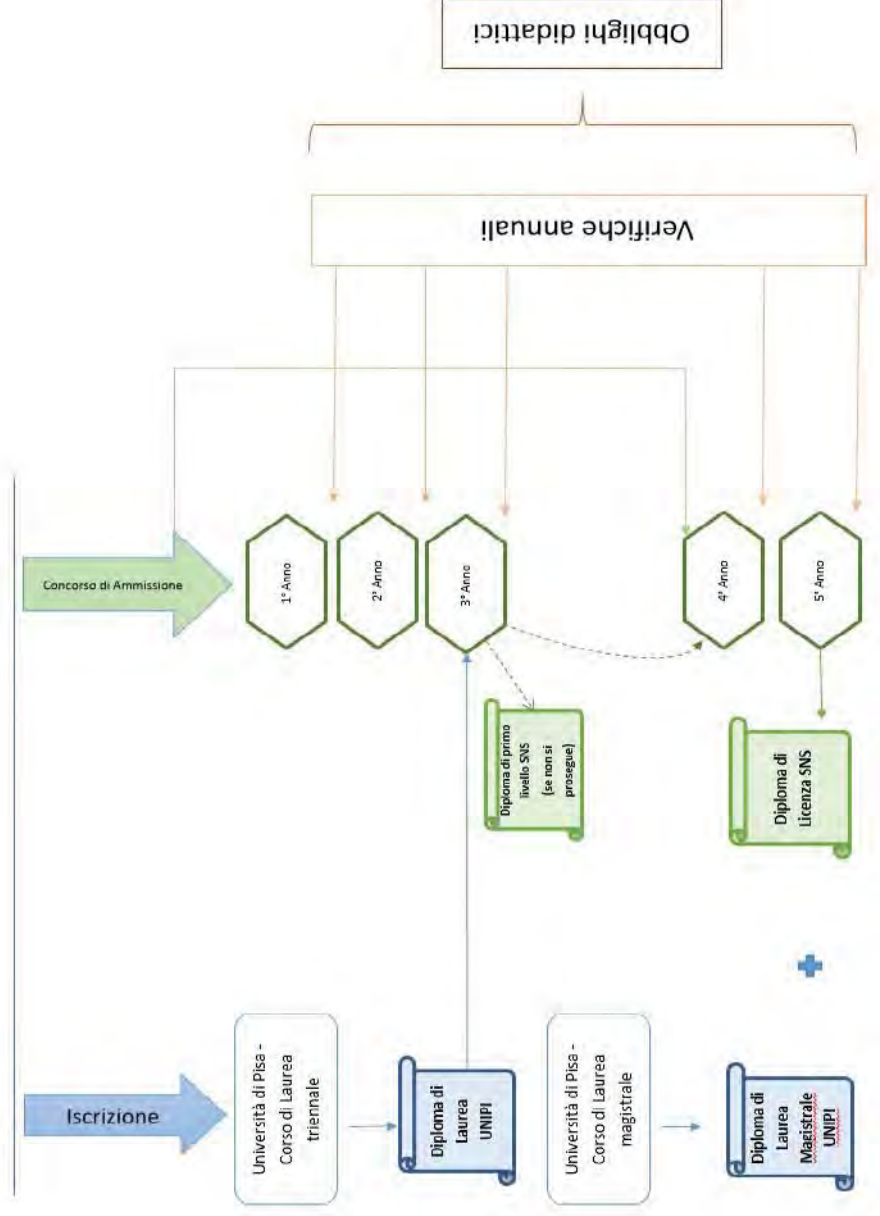 Iscrizione
Università di Pisa -
Corso di Laurea
triennale
Diploma di
Laurea
UNIPI
Università di Pisa -
Corso di Laurea
magistrale
Diploma di
Laurea
Magistrale
UNIPI
Concorso di Ammissione
1° Anno
2° Anno
3° Anno
Diploma di primo
livello SNS
(se non si
prosegue)
4° Anno
5° Anno
Diploma di
Licenza SNS
Verifiche annuali
Obblighi didattici